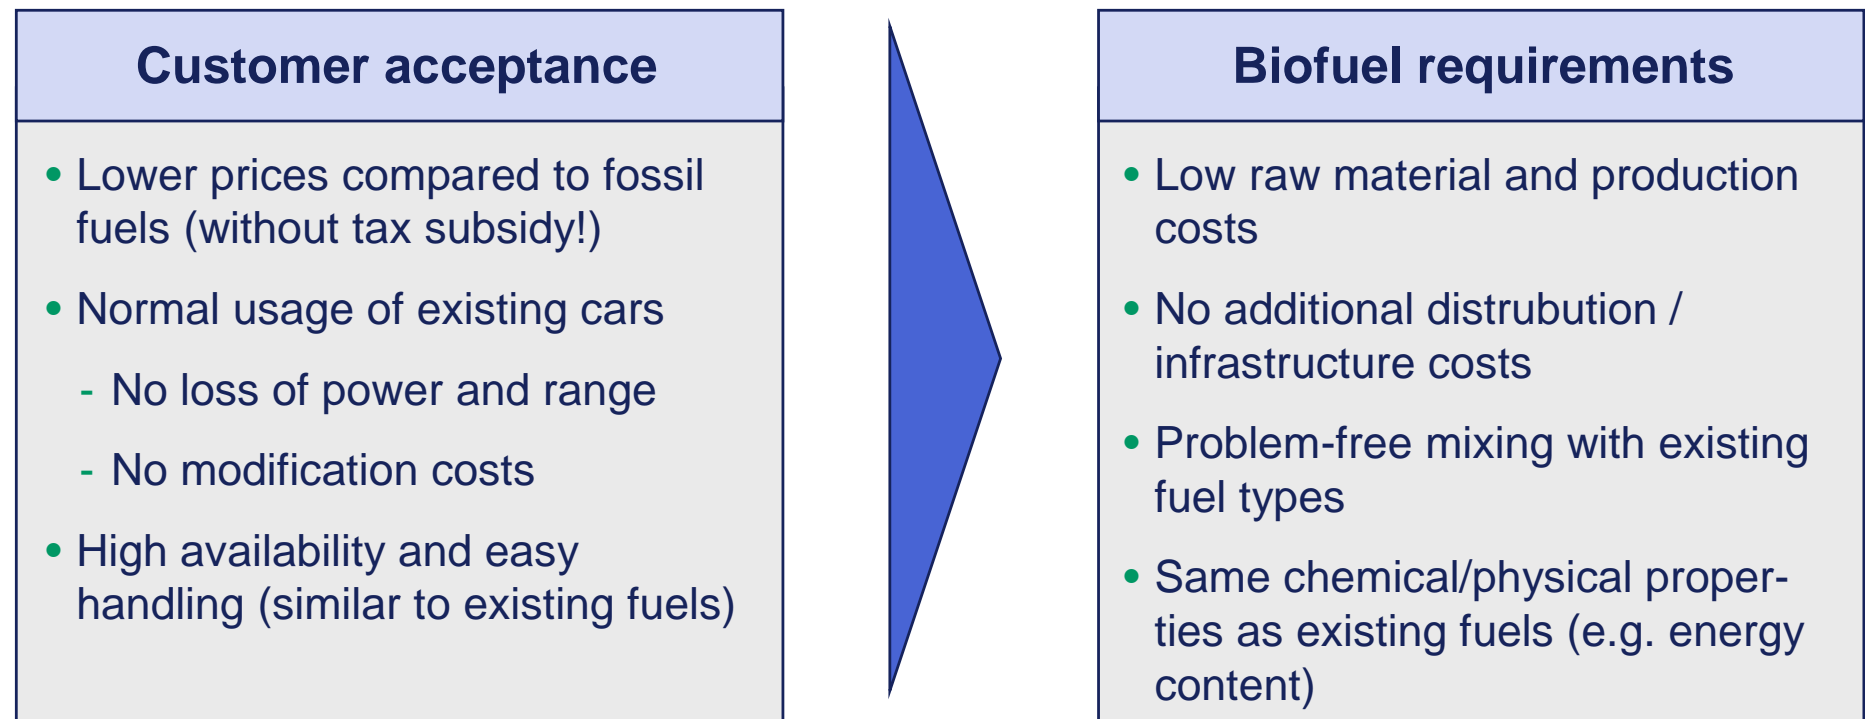 Customer acceptance
• Lower prices compared to fossil
fuels (without tax subsidy!)
• Normal usage of existing cars
- No loss of power and range
- No modification costs
• High availability and easy
handling (similar to existing fuels)
Biofuel requirements
• Low raw material and production
costs
• No additional distrubution /
infrastructure costs
• Problem-free mixing with existing
fuel types
• Same chemical/physical proper-
ties as existing fuels (e.g. energy
content)